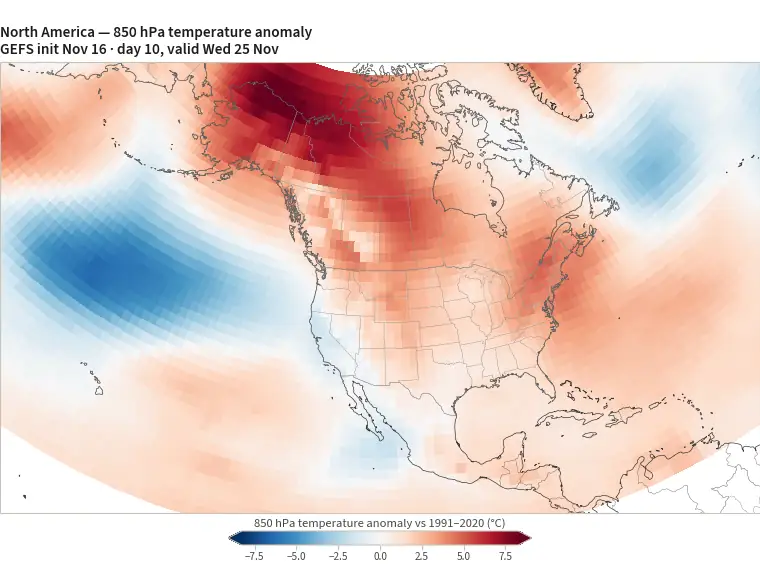 North America — 850 hPa temperature anomaly
GEFS init Nov 16 · day 10, valid Wed 25 Nov
850 hPa temperature anomaly vs 1991–2020 (°C)
−7.5 −5.0 −2.5 0.0 2.5 5.0 7.5